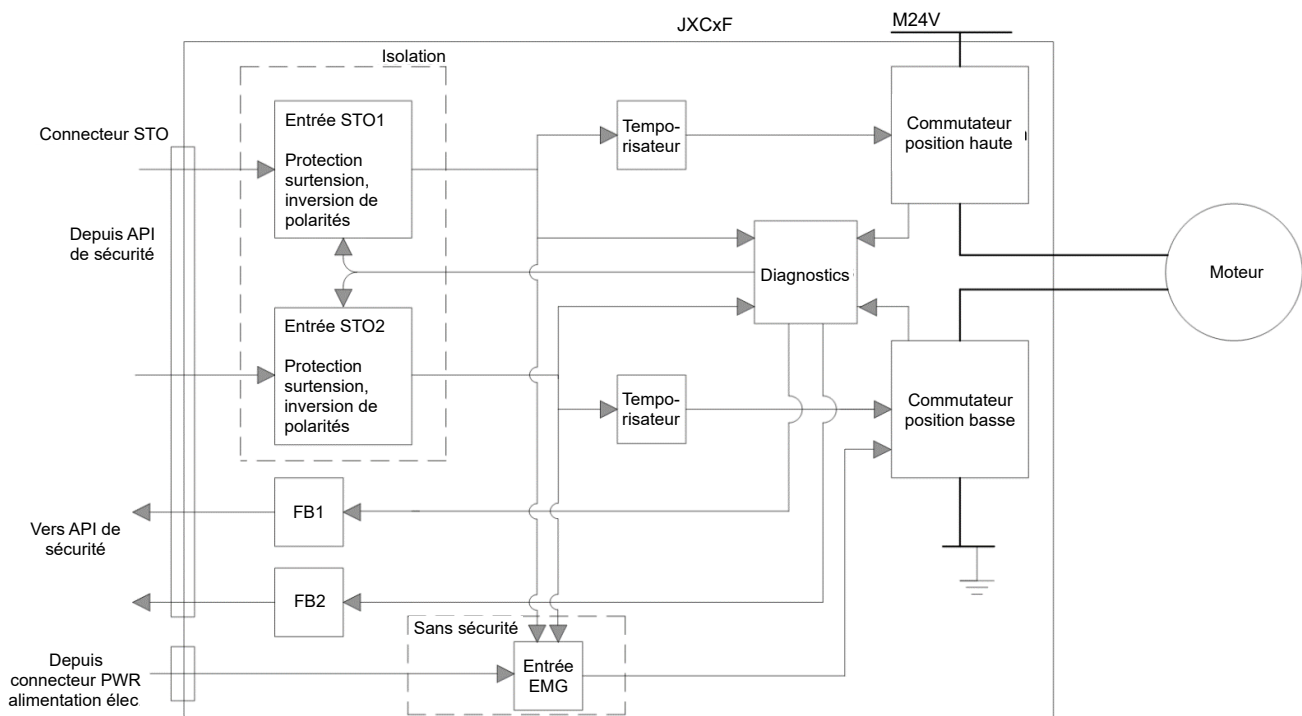 JXCxF
M24V
Isolation
Connecteur STO
Entrée STO1
Protection
surtension,
inversion de
polarités
Tempo-
risateur
Commutateur
position haute
Depuis API
de sécurité
Diagnostics
Moteur
Entrée STO2
Protection
surtension,
inversion de
polarités
Tempo-
risateur
Commutateur
position basse
FB1
Vers API de
sécurité
FB2
Sans sécurité
Depuis
connecteur PWR
alimentation élec
Entrée
EMG